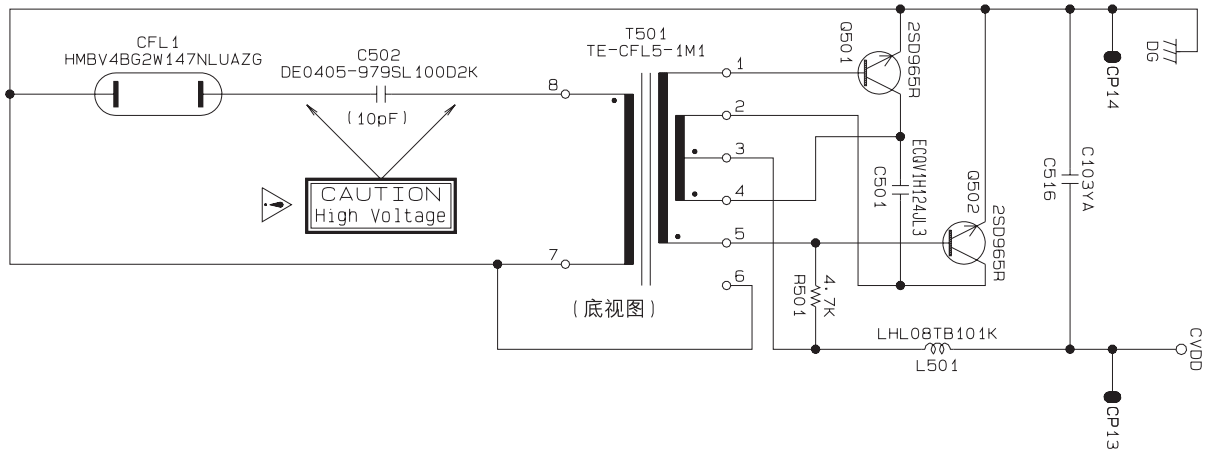 CFL1
HMBV4BG2W147NLUAZG
C502
DE0405-979SL100D2K
(10pF)
CAUTION
High Voltage
T501
TE-CFL5-1M1
8
7
1
2
3
4
5
6
(底视图)
Q501
2SD965R
ECQV1H124JL3
C501
Q502
2SD965R
4.7K
R501
LHL08TB101K
L501
C103YA
C516
CP14
DG
CVDD
CP13